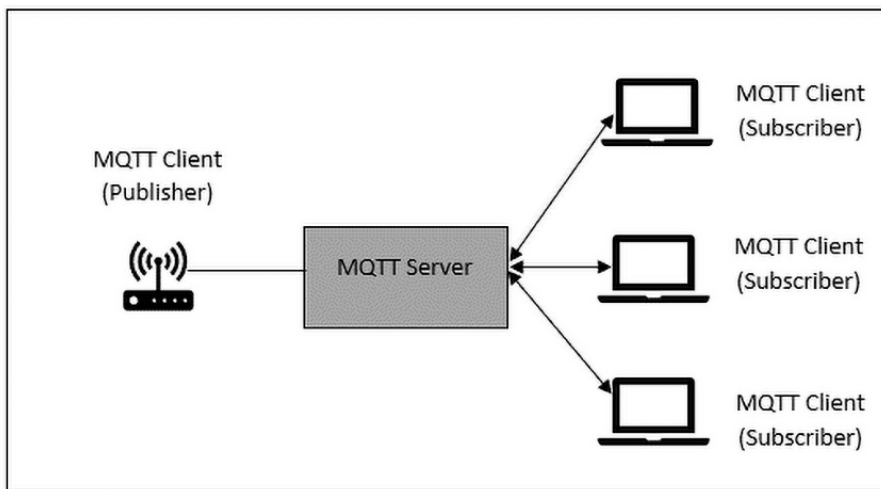 MQTT Client
(Publisher)
MQTT Server
MQTT Client
(Subscriber)
MQTT Client
(Subscriber)
MQTT Client
(Subscriber)